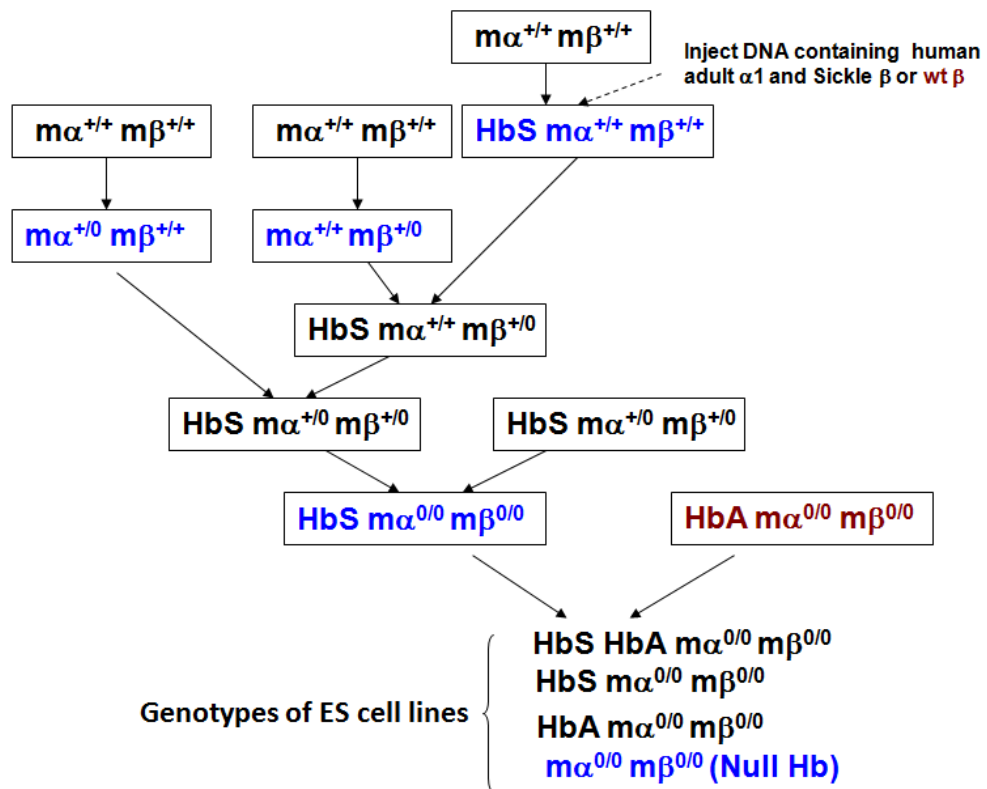 mα+/+ mβ+/+
Inject DNA containing human
adult α1 and Sickle β or wt β
mα+/+ mβ+/+
mα+/+ mβ+/+
HbS mα+/+ mβ+/+
mα+/0 mβ+/+
mα+/+ mβ+/0
HbS mα+/+ mβ+/0
HbS mα+/0 mβ+/0
HbS mα+/0 mβ+/0
HbS mα0/0 mβ0/0
HbA mα0/0 mβ0/0
HbS HbA mα0/0 mβ0/0
HbS mα0/0 mβ0/0
Genotypes of ES cell lines
HbA mα0/0 mβ0/0
mα0/0 mβ0/0 (Null Hb)